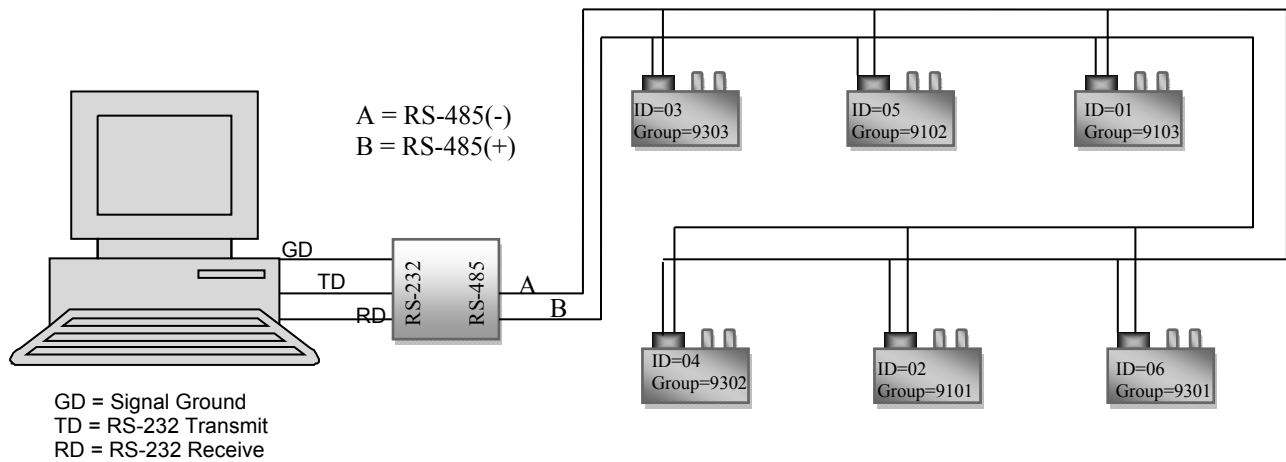 A = RS-485(-)
B = RS-485(+)
ID=03
Group=9303
ID=05
Group=9102
ID=01
Group=9103
GD
TD
RD
RS-232
RS-485
A
B
ID=04
Group=9302
ID=02
Group=9101
ID=06
Group=9301
GD = Signal Ground
TD = RS-232 Transmit
RD = RS-232 Receive